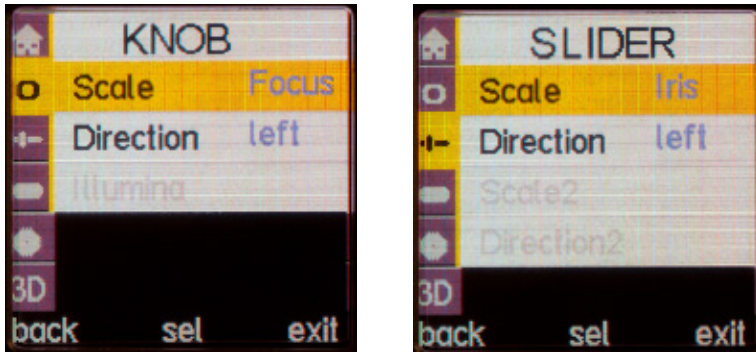 KNOB
Scale Focus
Direction left
Illumina
3D
back sel exit
SLIDER
Scale Iris
Direction left
Scale2
Direction2
3D
back sel exit